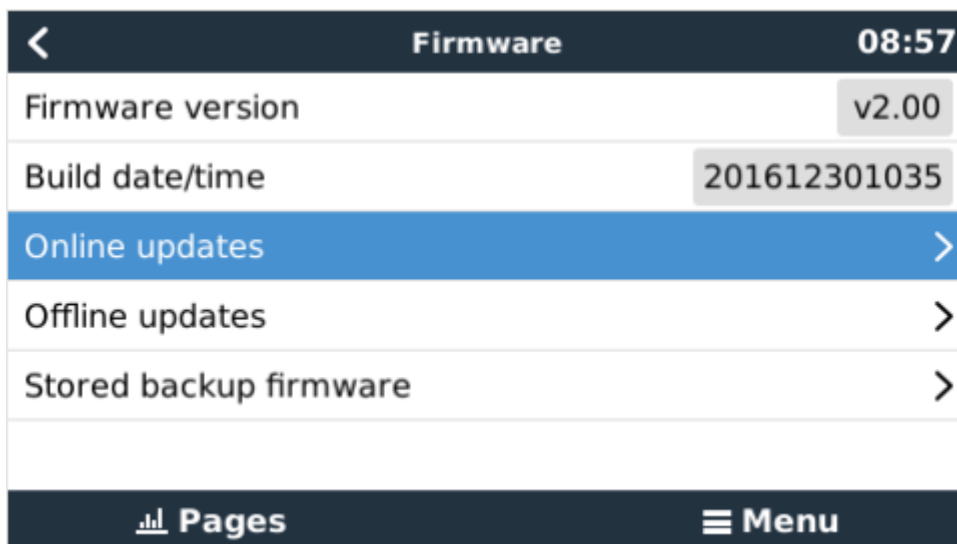 Firmware 08:57
Firmware version v2.00
Build date/time 201612301035
Online updates
Offline updates
Stored backup firmware
Pages Menu